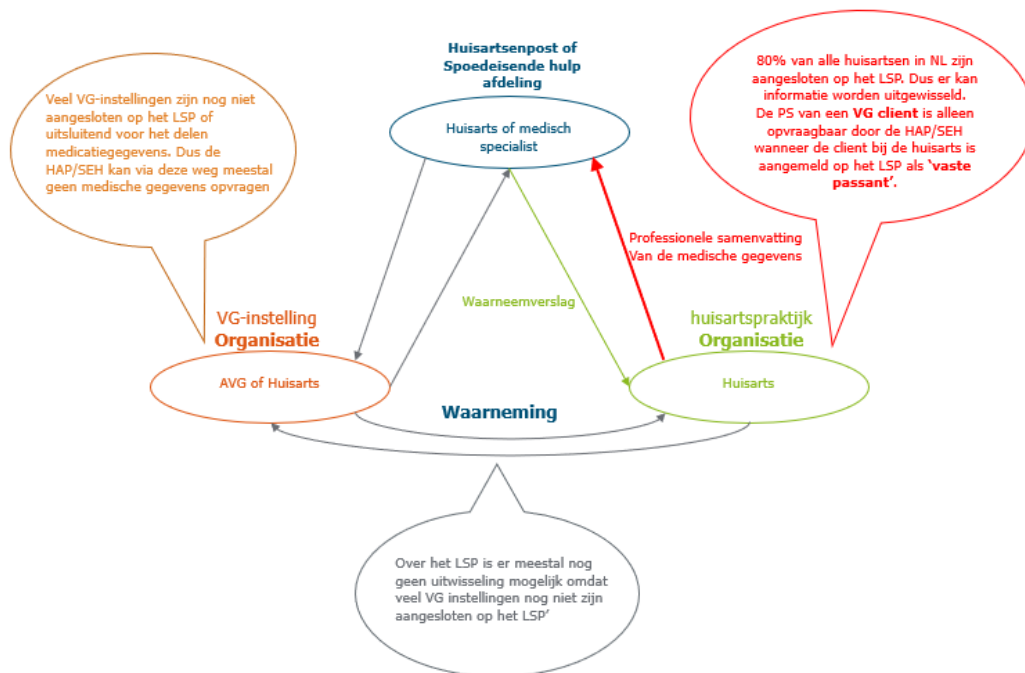 Huisartsenpost of
Spoedeisende hulp
afdeling
Huisarts of medisch
specialist
Veel VG-instellingen zijn nog niet
aangesloten op het LSP of
uitsluitend voor het delen
medicatiegegevens. Dus de
HAP/SEH kan via deze weg meestal
geen medische gegevens opvragen
80% van alle huisartsen in NL zijn
aangesloten op het LSP. Dus er kan
informatie worden uitgewisseld.
De PS van een VG client is alleen
opvraagbaar door de HAP/SEH
wanneer de client bij de huisarts is
aangemeld op het LSP als ‘vaste
passant’.
Professionele samenvatting
Van de medische gegevens
Waarneemverslag
VG-instelling
Organisatie
AVG of Huisarts
huisartspraktijk
Organisatie
Huisarts
Waarneming
Over het LSP is er meestal nog
geen uitwisseling mogelijk omdat
veel VG instellingen nog niet zijn
aangesloten op het LSP’